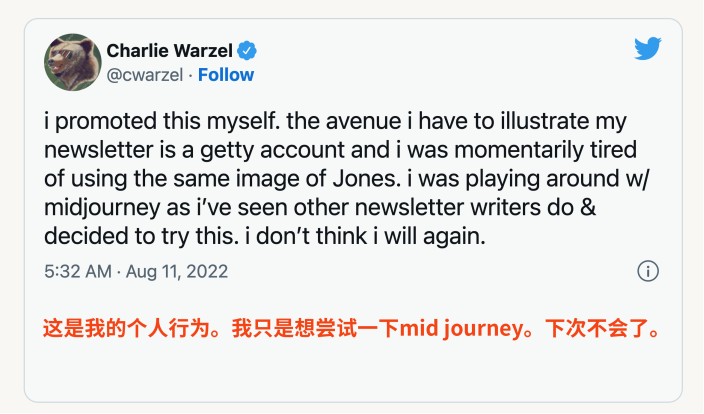 Charlie Warzel
@cwarzel · Follow
i promoted this myself. the avenue i have to illustrate my
newsletter is a getty account and i was momentarily tired
of using the same image of Jones. i was playing around w/
midjourney as i’ve seen other newsletter writers do &
decided to try this. i don’t think i will again.
5:32 AM · Aug 11, 2022
这是我的个人行为。我只是想尝试一下mid journey。下次不会了。